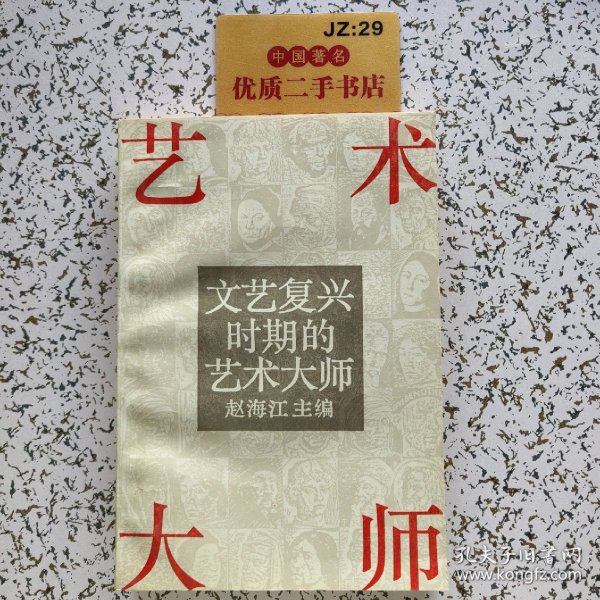 JZ:29
中国著名
优质二手书店
艺术
文艺复兴
时期的
艺术大师
赵海江主编
大师
孔夫子旧书网
www.kongfz.com